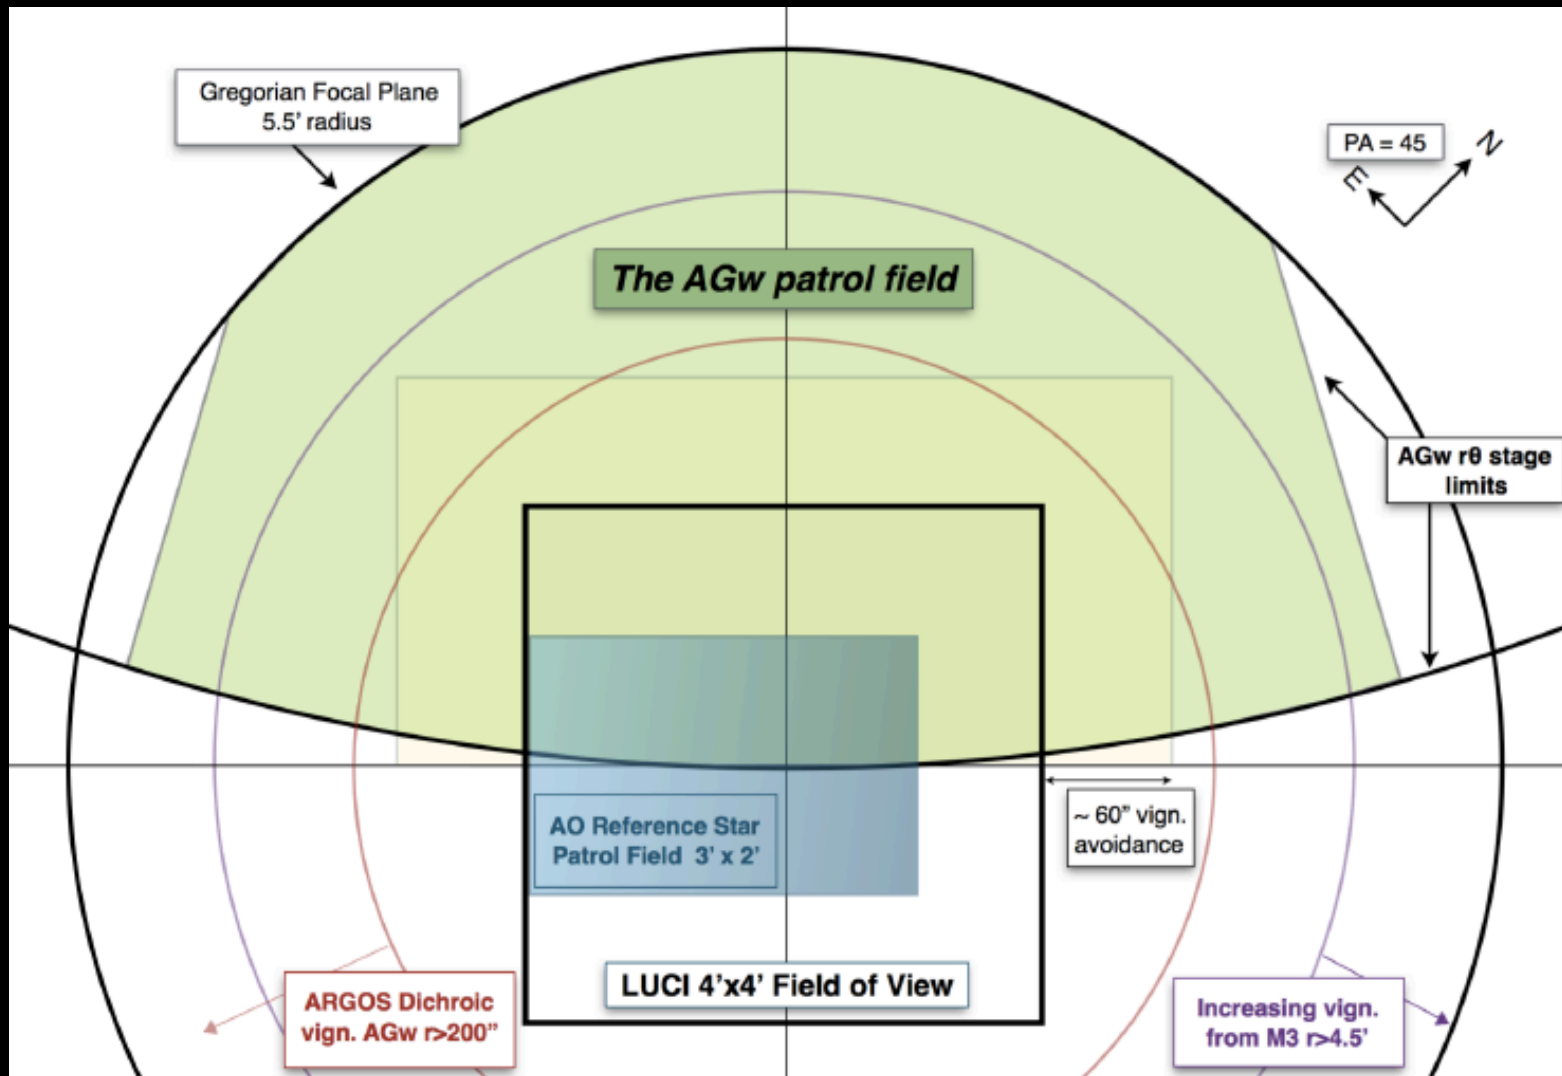 Gregorian Focal Plane
5.5' radius
PA = 45
N
E
The AGw patrol field
AGw rθ stage
limits
~ 60” vign.
avoidance
AO Reference Star
Patrol Field 3' x 2'
LUCI 4'x4' Field of View
ARGOS Dichroic
vign. AGw r>200”
Increasing vign.
from M3 r>4.5'